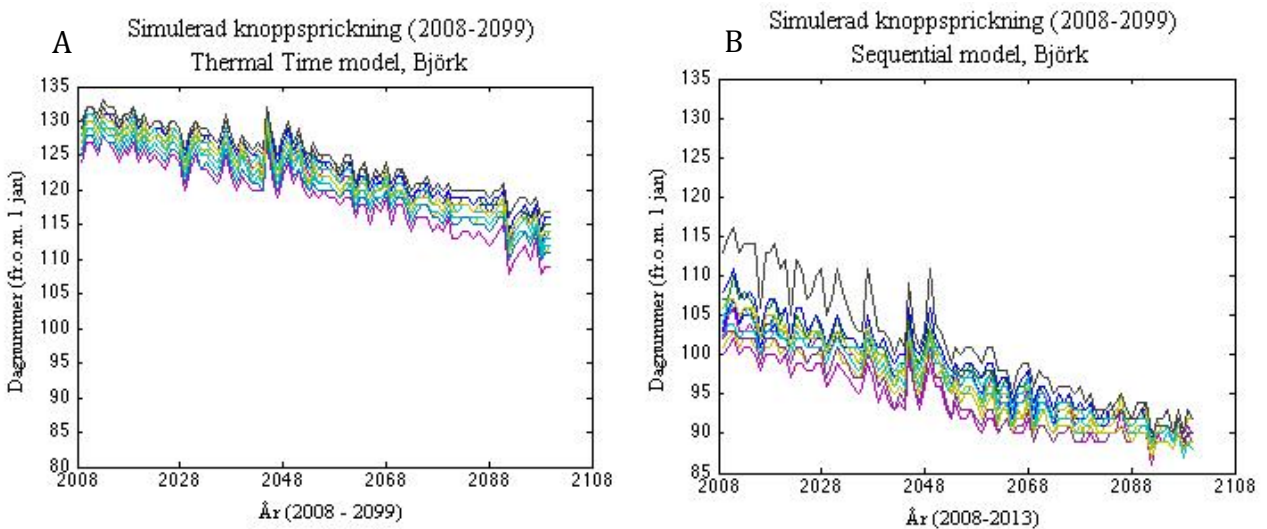 A
Simulerad knoppsprickning (2008-2099)
Thermal Time model, Björk
135
130
125
120
115
110
105
100
95
90
85
80
Dagnummer (fr.o.m. 1 jan)
2008 2028 2048 2068 2088 2108
År (2008 - 2099)
B
Simulerad knoppsprickning (2008-2099)
Sequential model, Björk
135
130
125
120
115
110
105
100
95
90
85
Dagnummer (fr.o.m. 1 jan)
2008 2028 2048 2068 2088 2108
År (2008-2013)